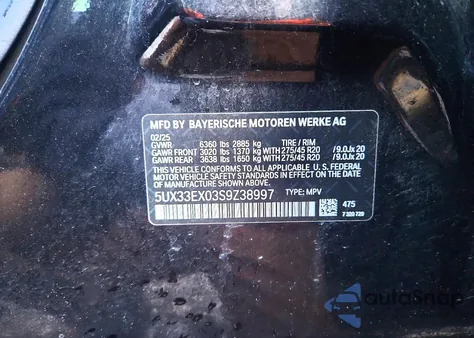 MFD BY BAYERISCHE MOTOREN WERKE AG
02/25
GVWR 6360 lbs 2885 kg TIRE / RIM
GAWR FRONT 3020 lbs 1370 kg WITH 275/45 R20 / 9.0Jx20
GAWR REAR 3638 lbs 1650 kg WITH 275/45 R20 / 9.0Jx20
THIS VEHICLE CONFORMS TO ALL APPLICABLE U.S. FEDERAL
MOTOR VEHICLE SAFETY AND THEFT PREVENTION STANDARDS IN
EFFECT ON THE DATE OF MANUFACTURE SHOWN ABOVE.
5UX33EX03S9Z38997 TYPE: MPV
475
autoSnap